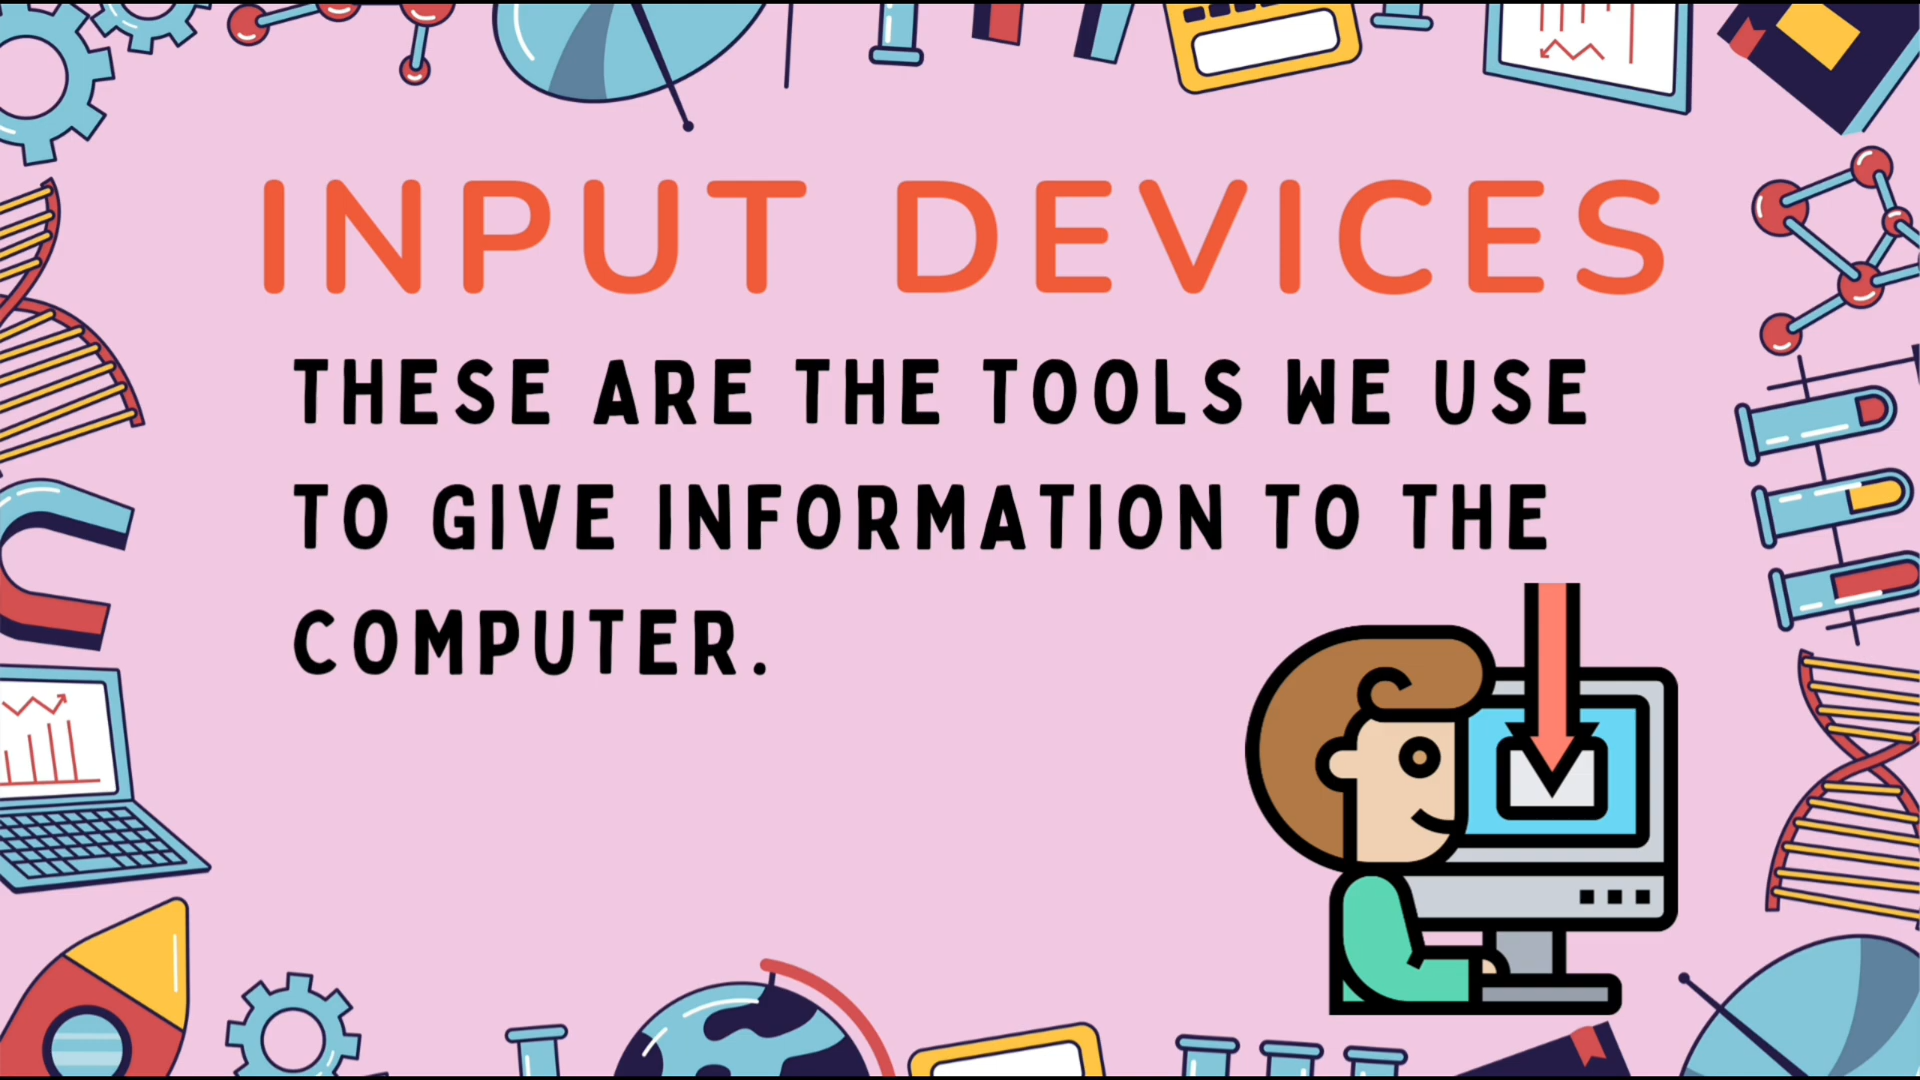 INPUT DEVICES
THESE ARE THE TOOLS WE USE
TO GIVE INFORMATION TO THE
COMPUTER.